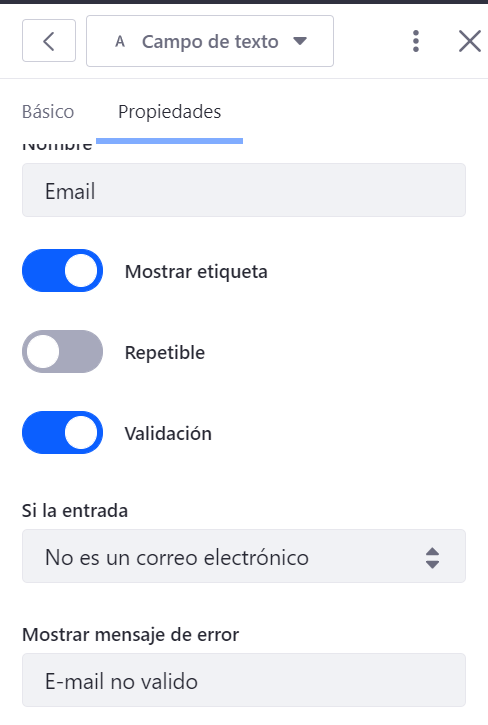 A Campo de texto
Básico Propiedades
Nombre
Email
Mostrar etiqueta
Repetible
Validación
Si la entrada
No es un correo electrónico
Mostrar mensaje de error
E-mail no valido